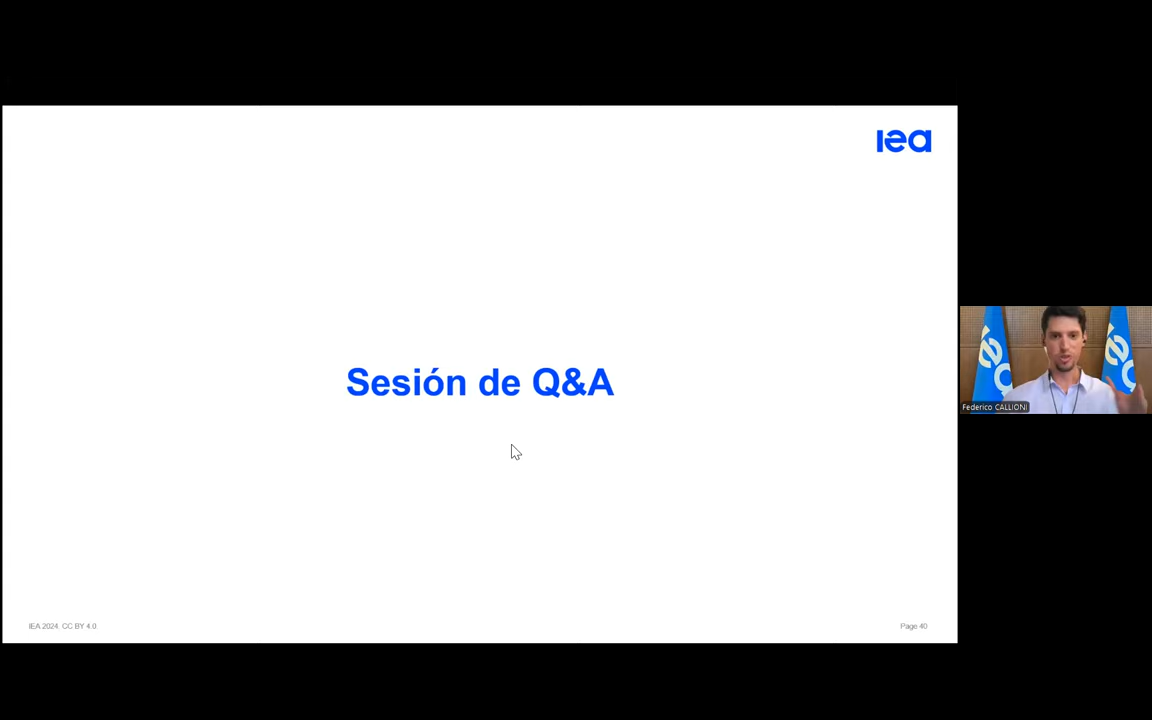 iea
Sesión de Q&A
Federico CALLIONI
IEA 2024. CC BY 4.0.
Page 40